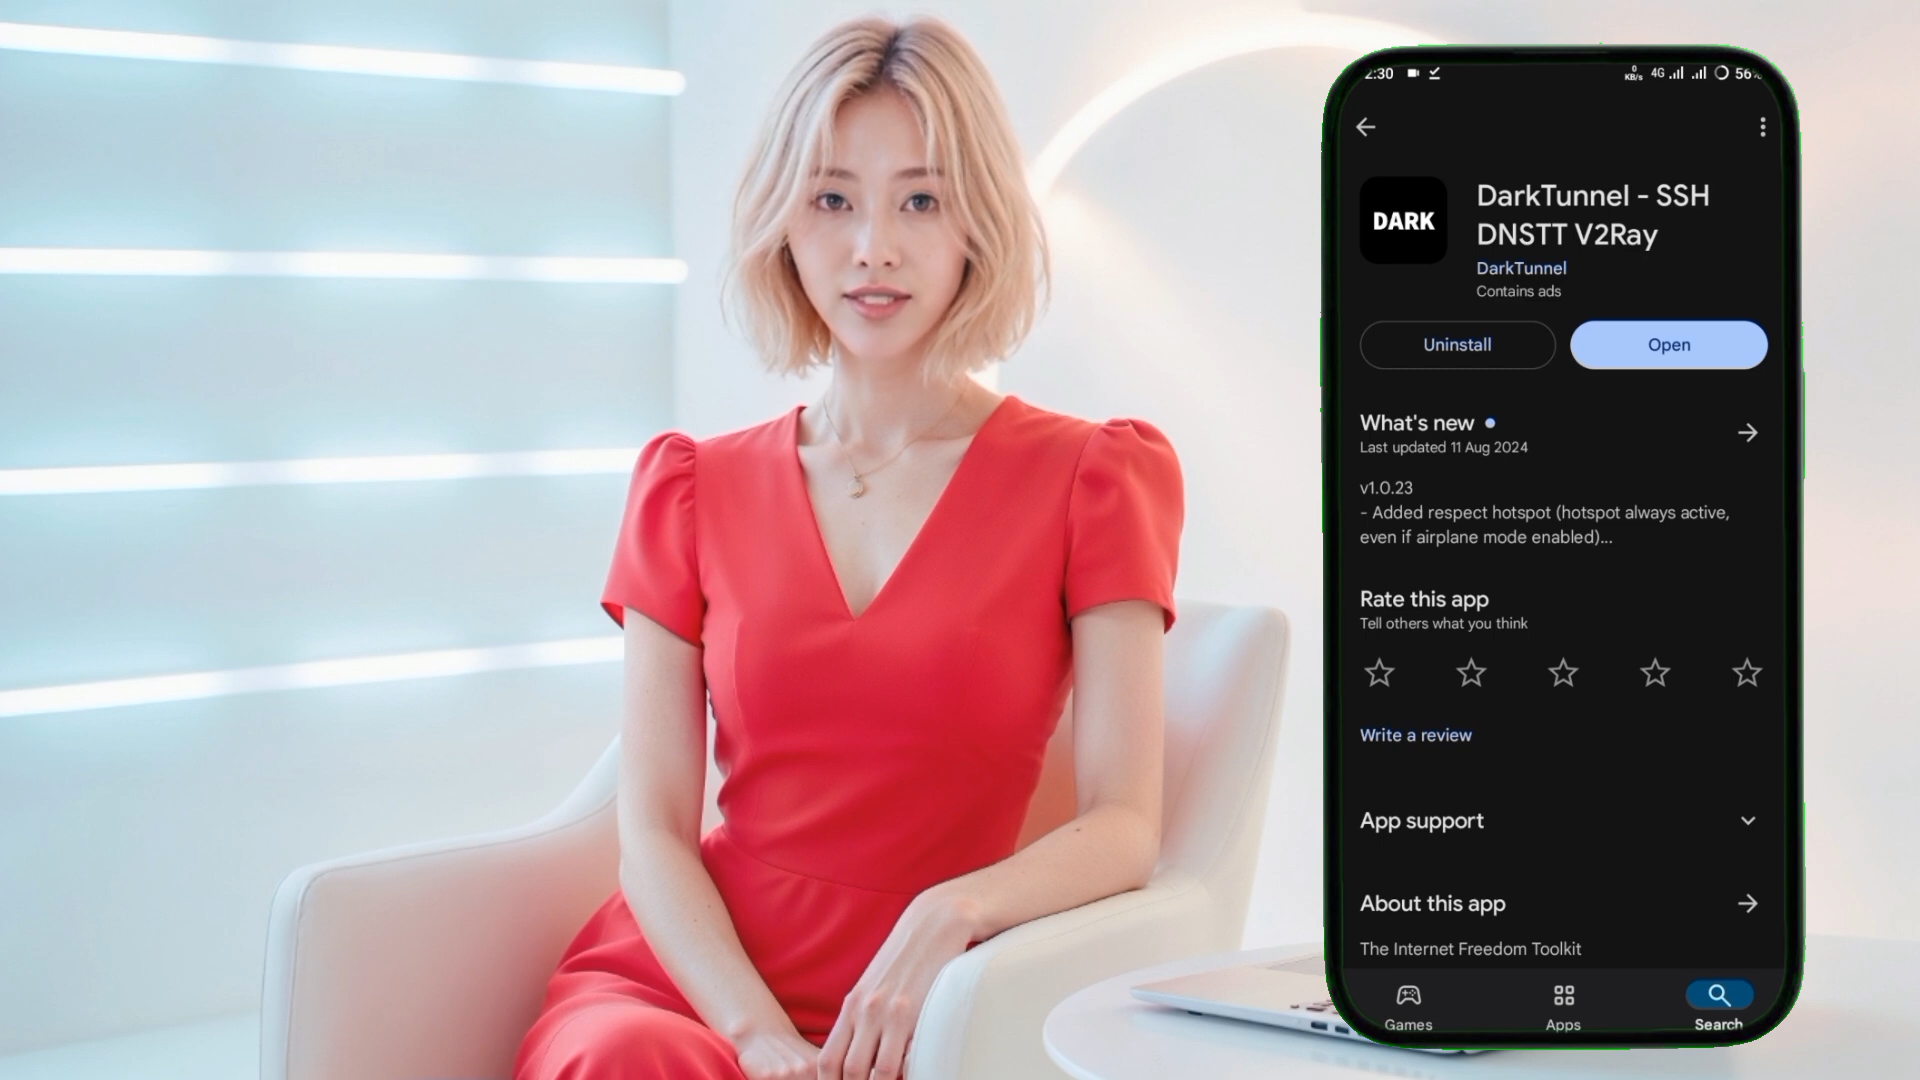 2:30
0
KB/s
4G
56%
DARK
DarkTunnel - SSH
DNSTT V2Ray
DarkTunnel
Contains ads
Uninstall
Open
What's new
Last updated 11 Aug 2024
v1.0.23
- Added respect hotspot (hotspot always active,
even if airplane mode enabled)...
Rate this app
Tell others what you think
Write a review
App support
About this app
The Internet Freedom Toolkit
Games
Apps
Search